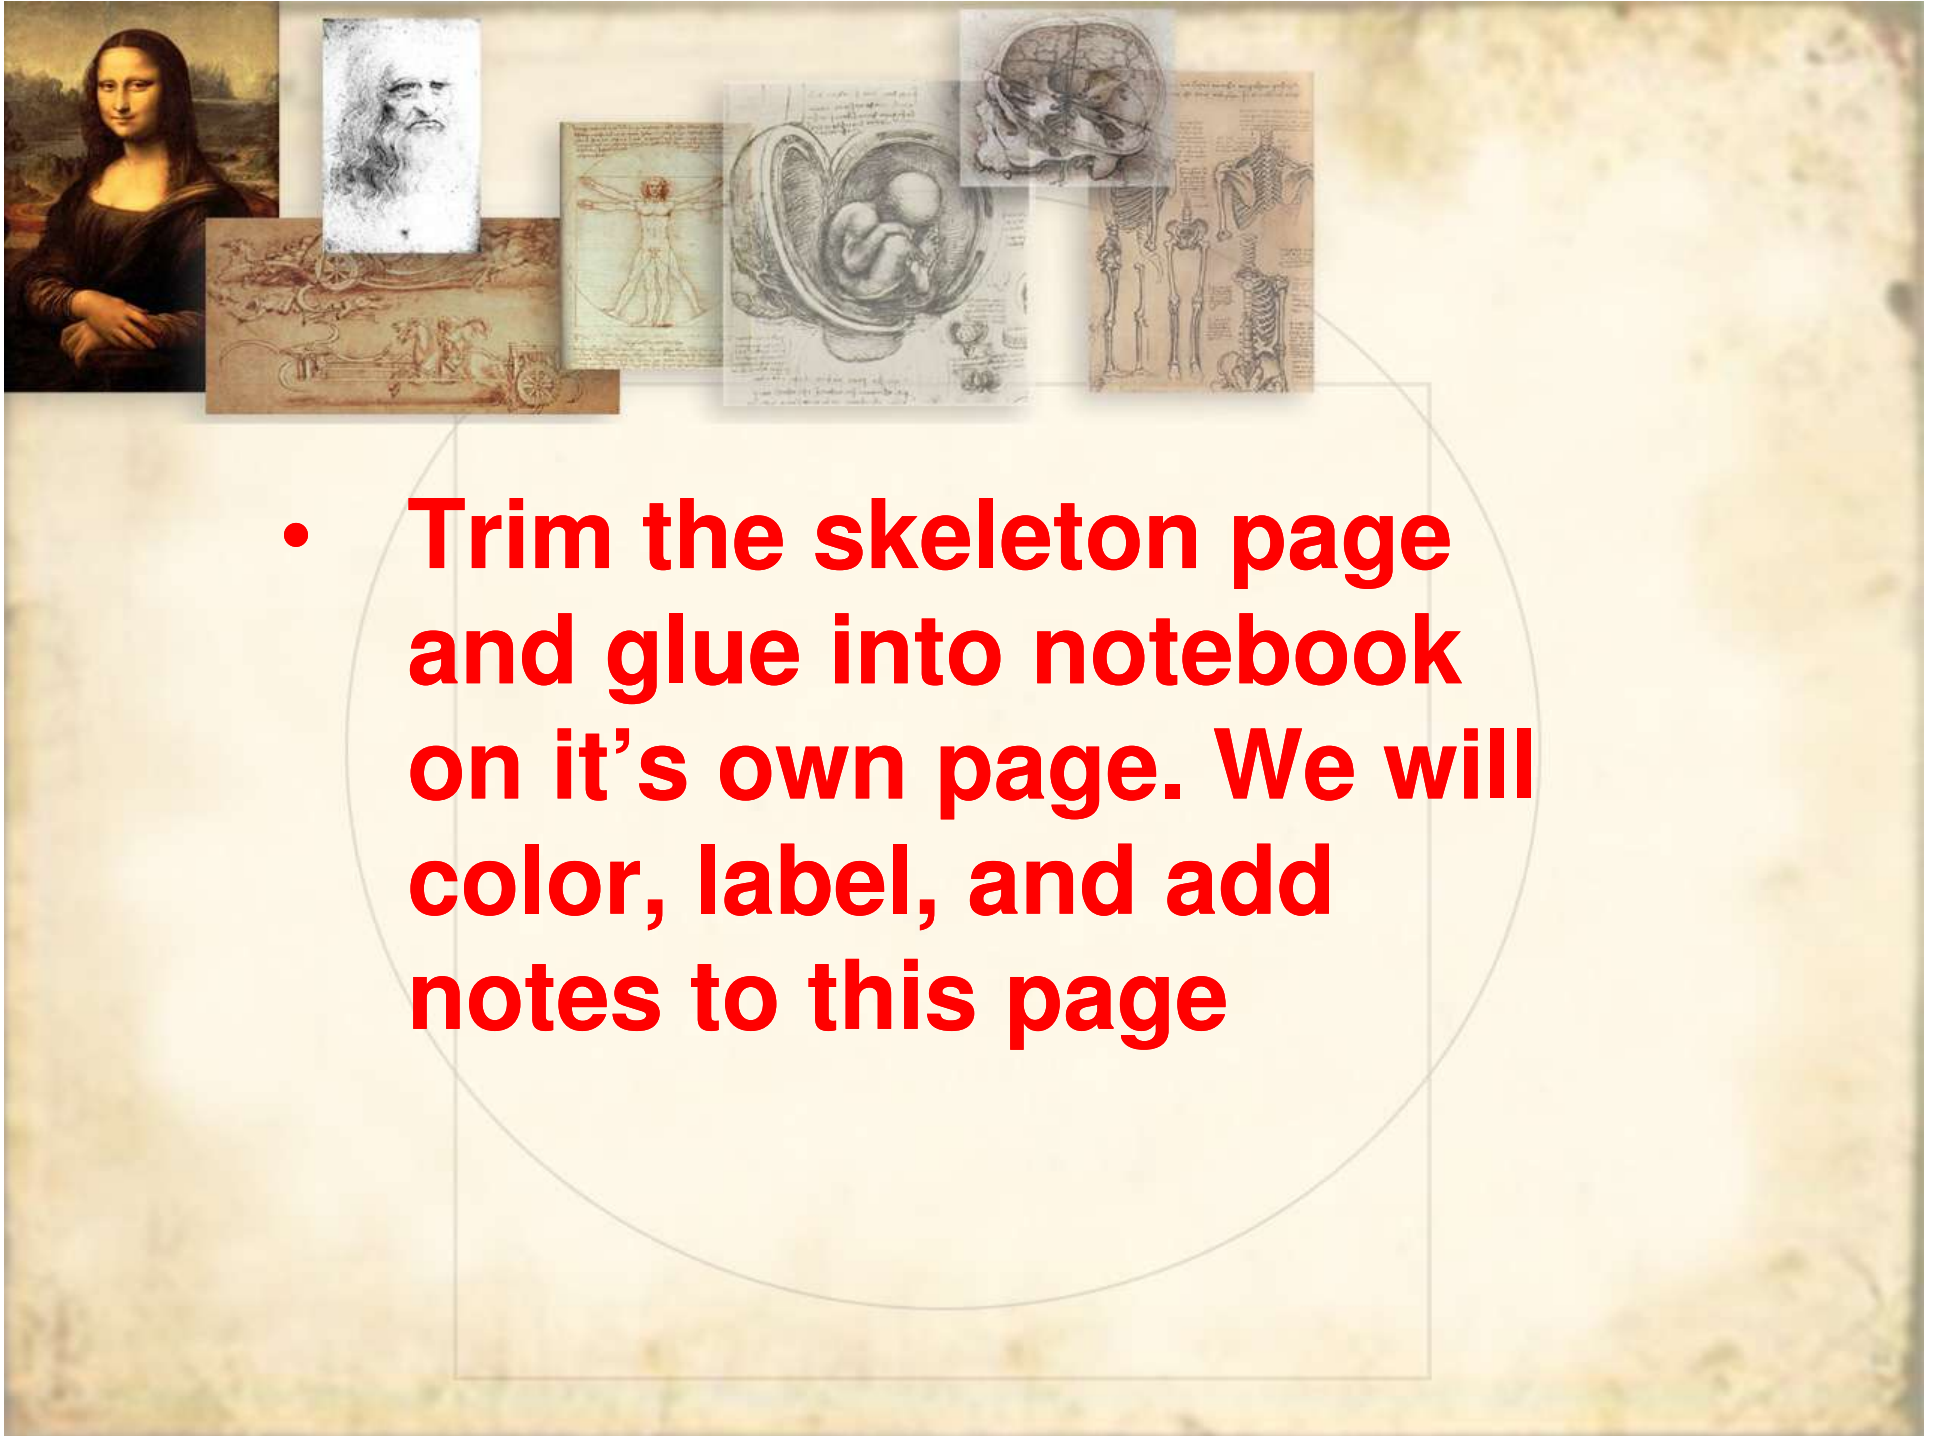 • Trim the skeleton page
and glue into notebook
on it’s own page. We will
color, label, and add
notes to this page